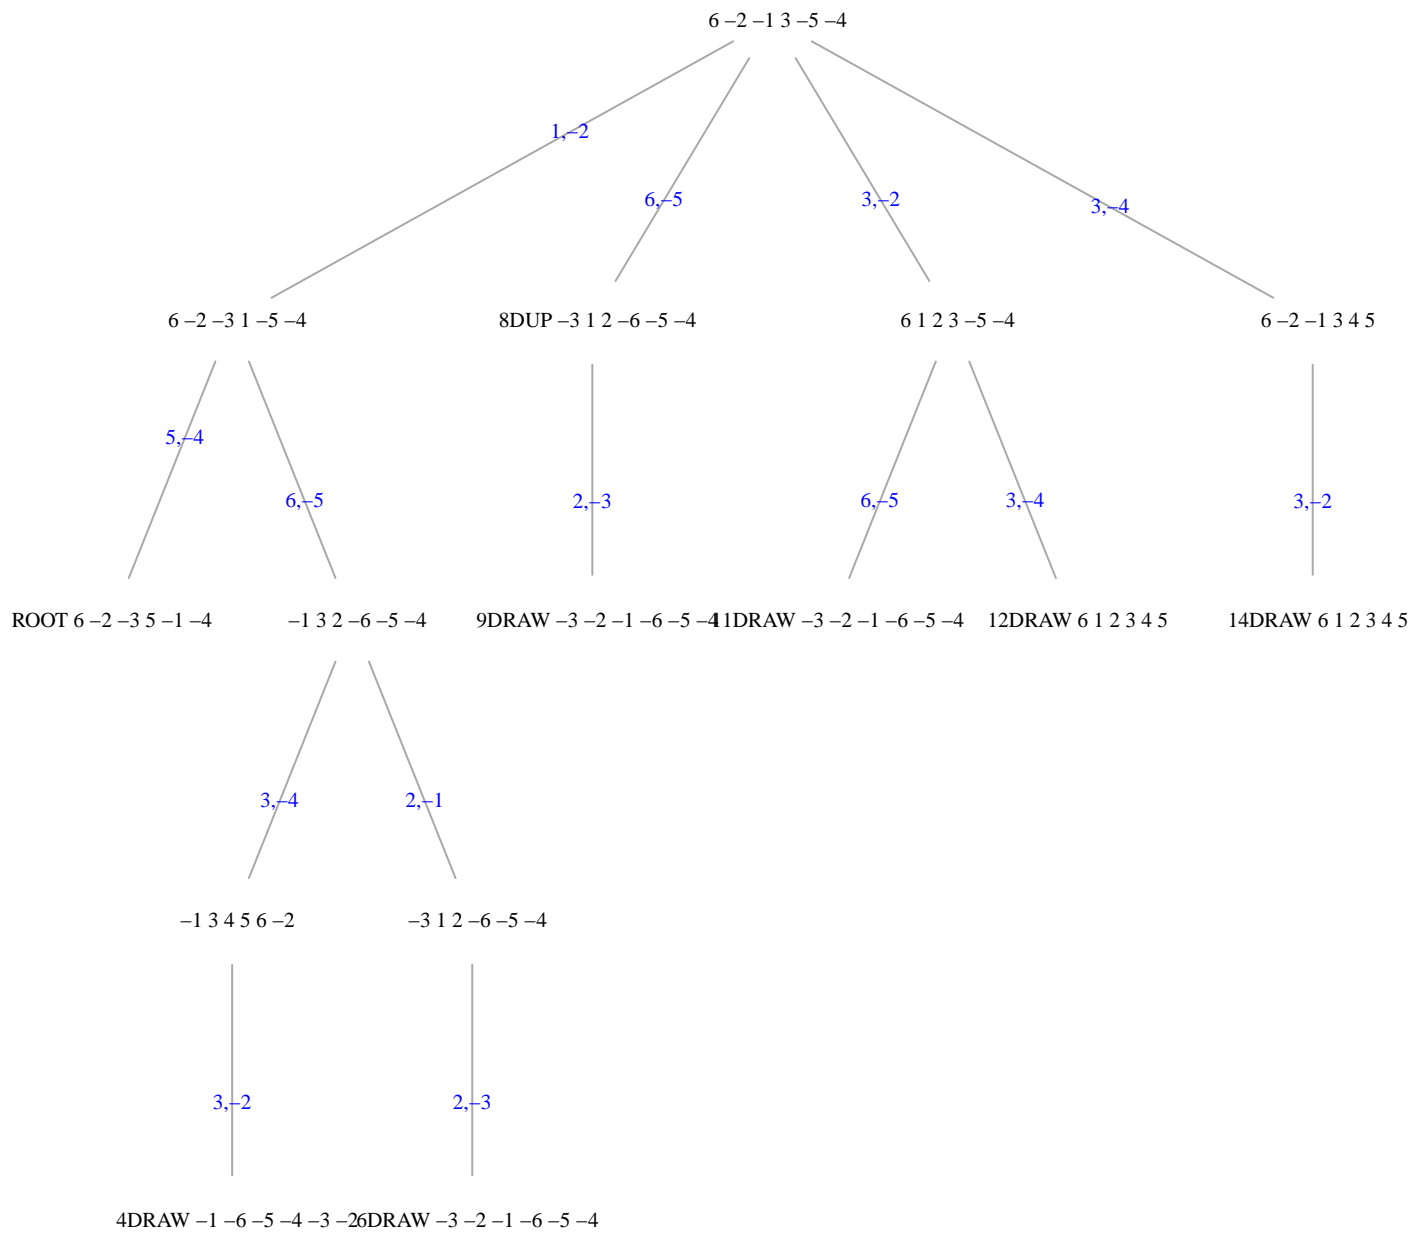 6 –2 –1 3 –5 –4
1,–2
6,–5
3,–2
3,–4
6 –2 –3 1 –5 –4
8DUP –3 1 2 –6 –5 –4
6 1 2 3 –5 –4
6 –2 –1 3 4 5
5,–4
6,–5
2,–3
6,–5
3,–4
3,–2
ROOT 6 –2 –3 5 –1 –4
–1 3 2 –6 –5 –4
9DRAW –3 –2 –1 –6 –5 –4
11DRAW –3 –2 –1 –6 –5 –4
12DRAW 6 1 2 3 4 5
14DRAW 6 1 2 3 4 5
3,–4
2,–1
–1 3 4 5 6 –2
–3 1 2 –6 –5 –4
3,–2
2,–3
4DRAW –1 –6 –5 –4 –3 –2
6DRAW –3 –2 –1 –6 –5 –4